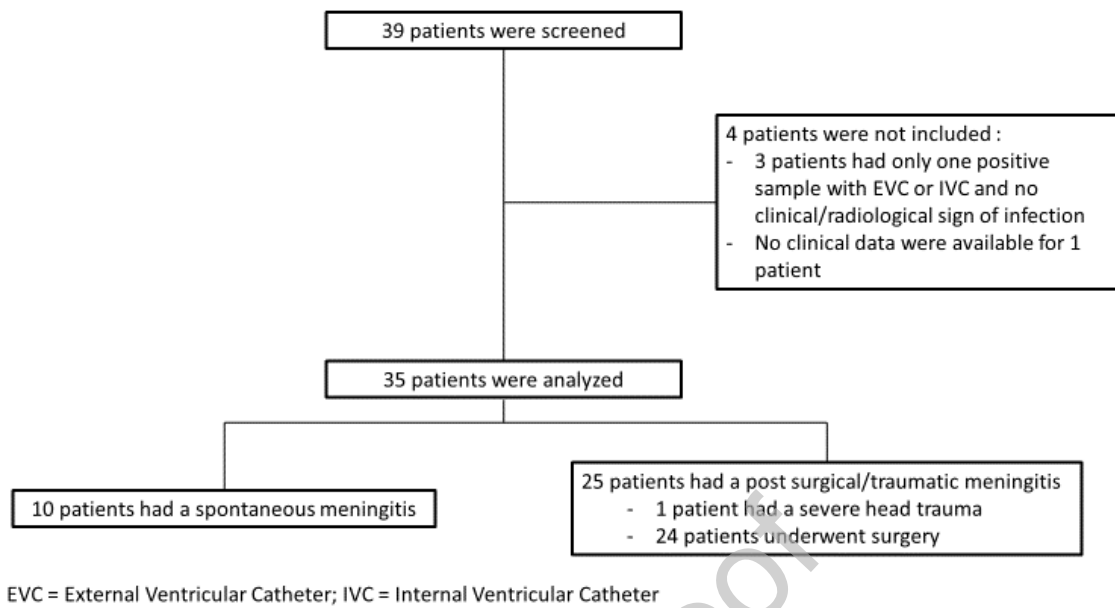 39 patients were screened
4 patients were not included :
- 3 patients had only one positive
sample with EVC or IVC and no
clinical/radiological sign of infection
- No clinical data were available for 1
patient
35 patients were analyzed
10 patients had a spontaneous meningitis
25 patients had a post surgical/traumatic meningitis
- 1 patient had a severe head trauma
- 24 patients underwent surgery
EVC = External Ventricular Catheter; IVC = Internal Ventricular Catheter